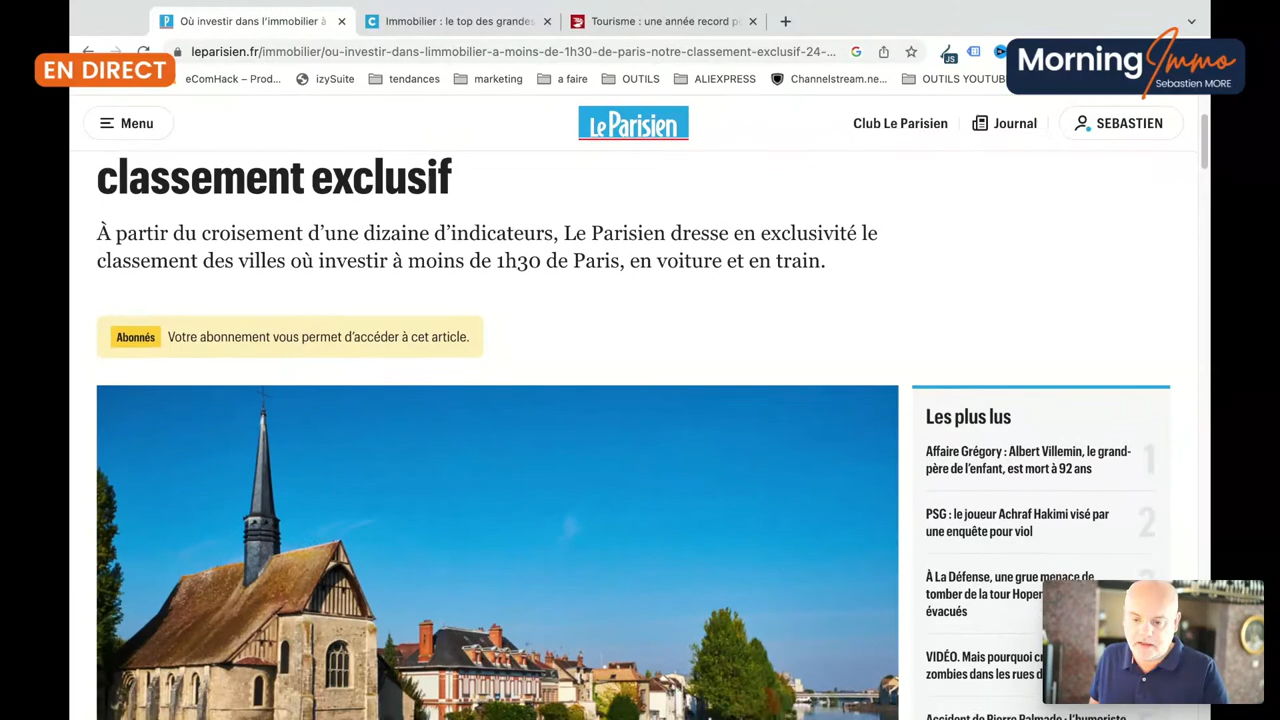 Où investir dans l'immobilier à
Immobilier : le top des grandes
Tourisme : une année record p
leparisien.fr/immobilier/ou-investir-dans-limmobilier-a-moins-de-1h30-de-paris-notre-classement-exclusif-24-...
EN DIRECT
Morning
Immo
Sebastien MORE
eComHack – Prod...
izySuite
tendances
marketing
a faire
OUTILS
ALIEXPRESS
Channelstream.ne...
OUTILS YOUTUB
Menu
Le Parisien
Club Le Parisien
Journal
SEBASTIEN
classement exclusif
À partir du croisement d'une dizaine d'indicateurs, Le Parisien dresse en exclusivité le
classement des villes où investir à moins de 1h30 de Paris, en voiture et en train.
Abonnés Votre abonnement vous permet d'accéder à cet article.
Les plus lus
Affaire Grégory : Albert Villemin, le grand-
père de l'enfant, est mort à 92 ans
1
PSG : le joueur Achraf Hakimi visé par
une enquête pour viol
2
À La Défense, une grue menace de
tomber de la tour Hoper
évacués
VIDÉO. Mais pourquoi c
zombies dans les rues d
Accident de Pierre Palmade : l'humoriste